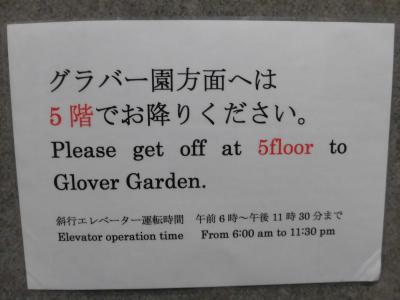 グラバー園方面へは
5階でお降りください。
Please get off at 5floor to
Glover Garden.
斜行エレベーター運転時間 午前6時～午後11時30分まで
Elevator operation time From 6:00 am to 11:30 pm